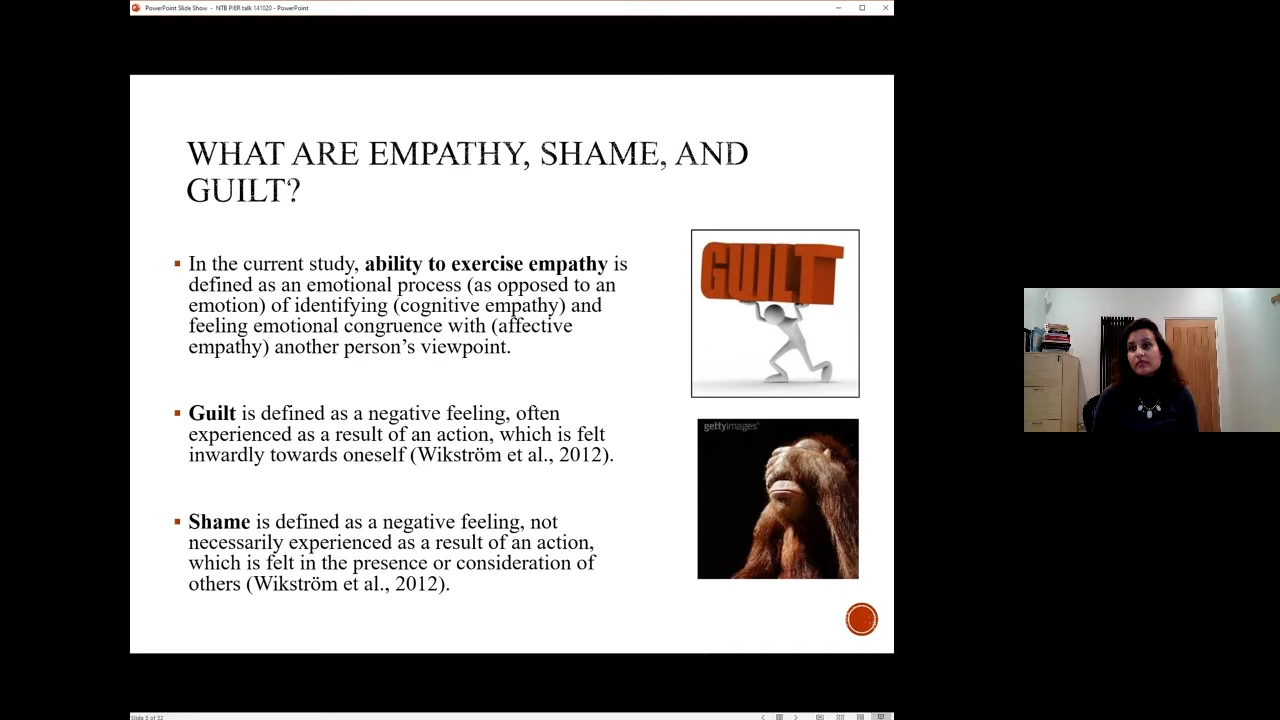 PowerPoint Slide Show - NTB PIER talk 141020 - PowerPoint
WHAT ARE EMPATHY, SHAME, AND
GUILT?
▪ In the current study, ability to exercise empathy is
defined as an emotional process (as opposed to an
emotion) of identifying (cognitive empathy) and
feeling emotional congruence with (affective
empathy) another person's viewpoint.
▪ Guilt is defined as a negative feeling, often
experienced as a result of an action, which is felt
inwardly towards oneself (Wikström et al., 2012).
▪ Shame is defined as a negative feeling, not
necessarily experienced as a result of an action,
which is felt in the presence or consideration of
others (Wikström et al., 2012).
GUILT
gettyimages
Slide 5 of 32